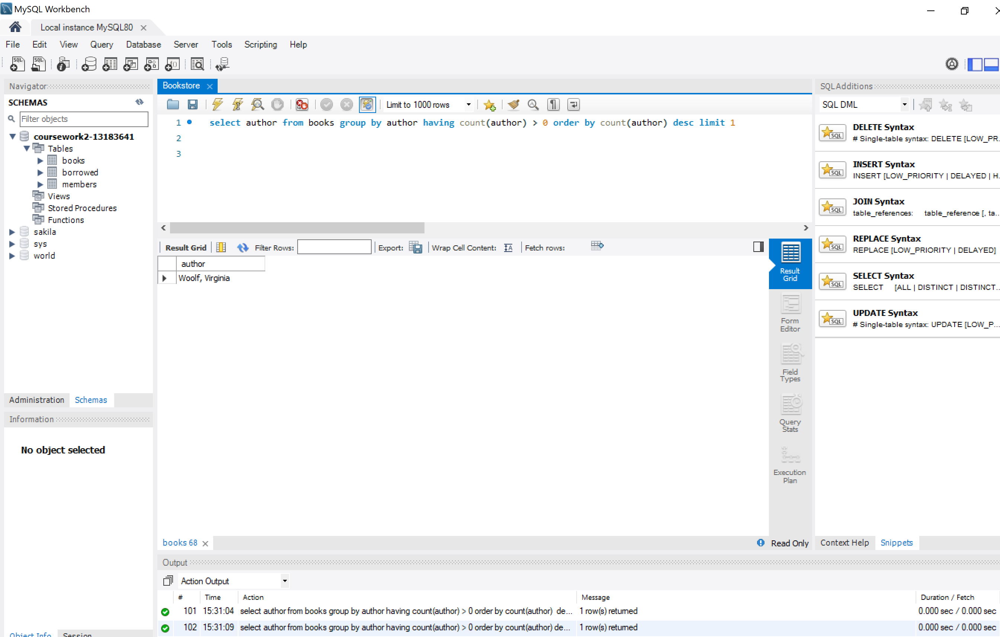 MySQL Workbench
Local instance MySQL80
File Edit View Query Database Server Tools Scripting Help
Navigator
SCHEMAS
Filter objects
coursework2-13183641
Tables
books
borrowed
members
Views
Stored Procedures
Functions
sakila
sys
world
Administration Schemas
Information
No object selected
Object Info Session
Bookstore
Limit to 1000 rows
1 select author from books group by author having count(author) > 0 order by count(author) desc limit 1
2
3
Result Grid Filter Rows: Export: Wrap Cell Content: Fetch rows:
author
Woolf, Virginia
Result
Grid
Form
Editor
Field
Types
Query
Stats
Execution
Plan
books 68
Read Only
SQL Additions
SQL DML
DELETE Syntax
# Single-table syntax: DELETE [LOW_PR...
INSERT Syntax
INSERT [LOW_PRIORITY | DELAYED | H...
JOIN Syntax
table_references: table_reference [, ta...
REPLACE Syntax
REPLACE [LOW_PRIORITY | DELAYED]
SELECT Syntax
SELECT [ALL | DISTINCT | DISTINCT...
UPDATE Syntax
# Single-table syntax: UPDATE [LOW_P...
Context Help Snippets
Output
Action Output
# Time Action Message Duration / Fetch
101 15:31:04 select author from books group by author having count(author) > 0 order by count(author) de... 1 row(s) returned 0.000 sec / 0.000 sec
102 15:31:09 select author from books group by author having count(author) > 0 order by count(author) de... 1 row(s) returned 0.000 sec / 0.000 sec